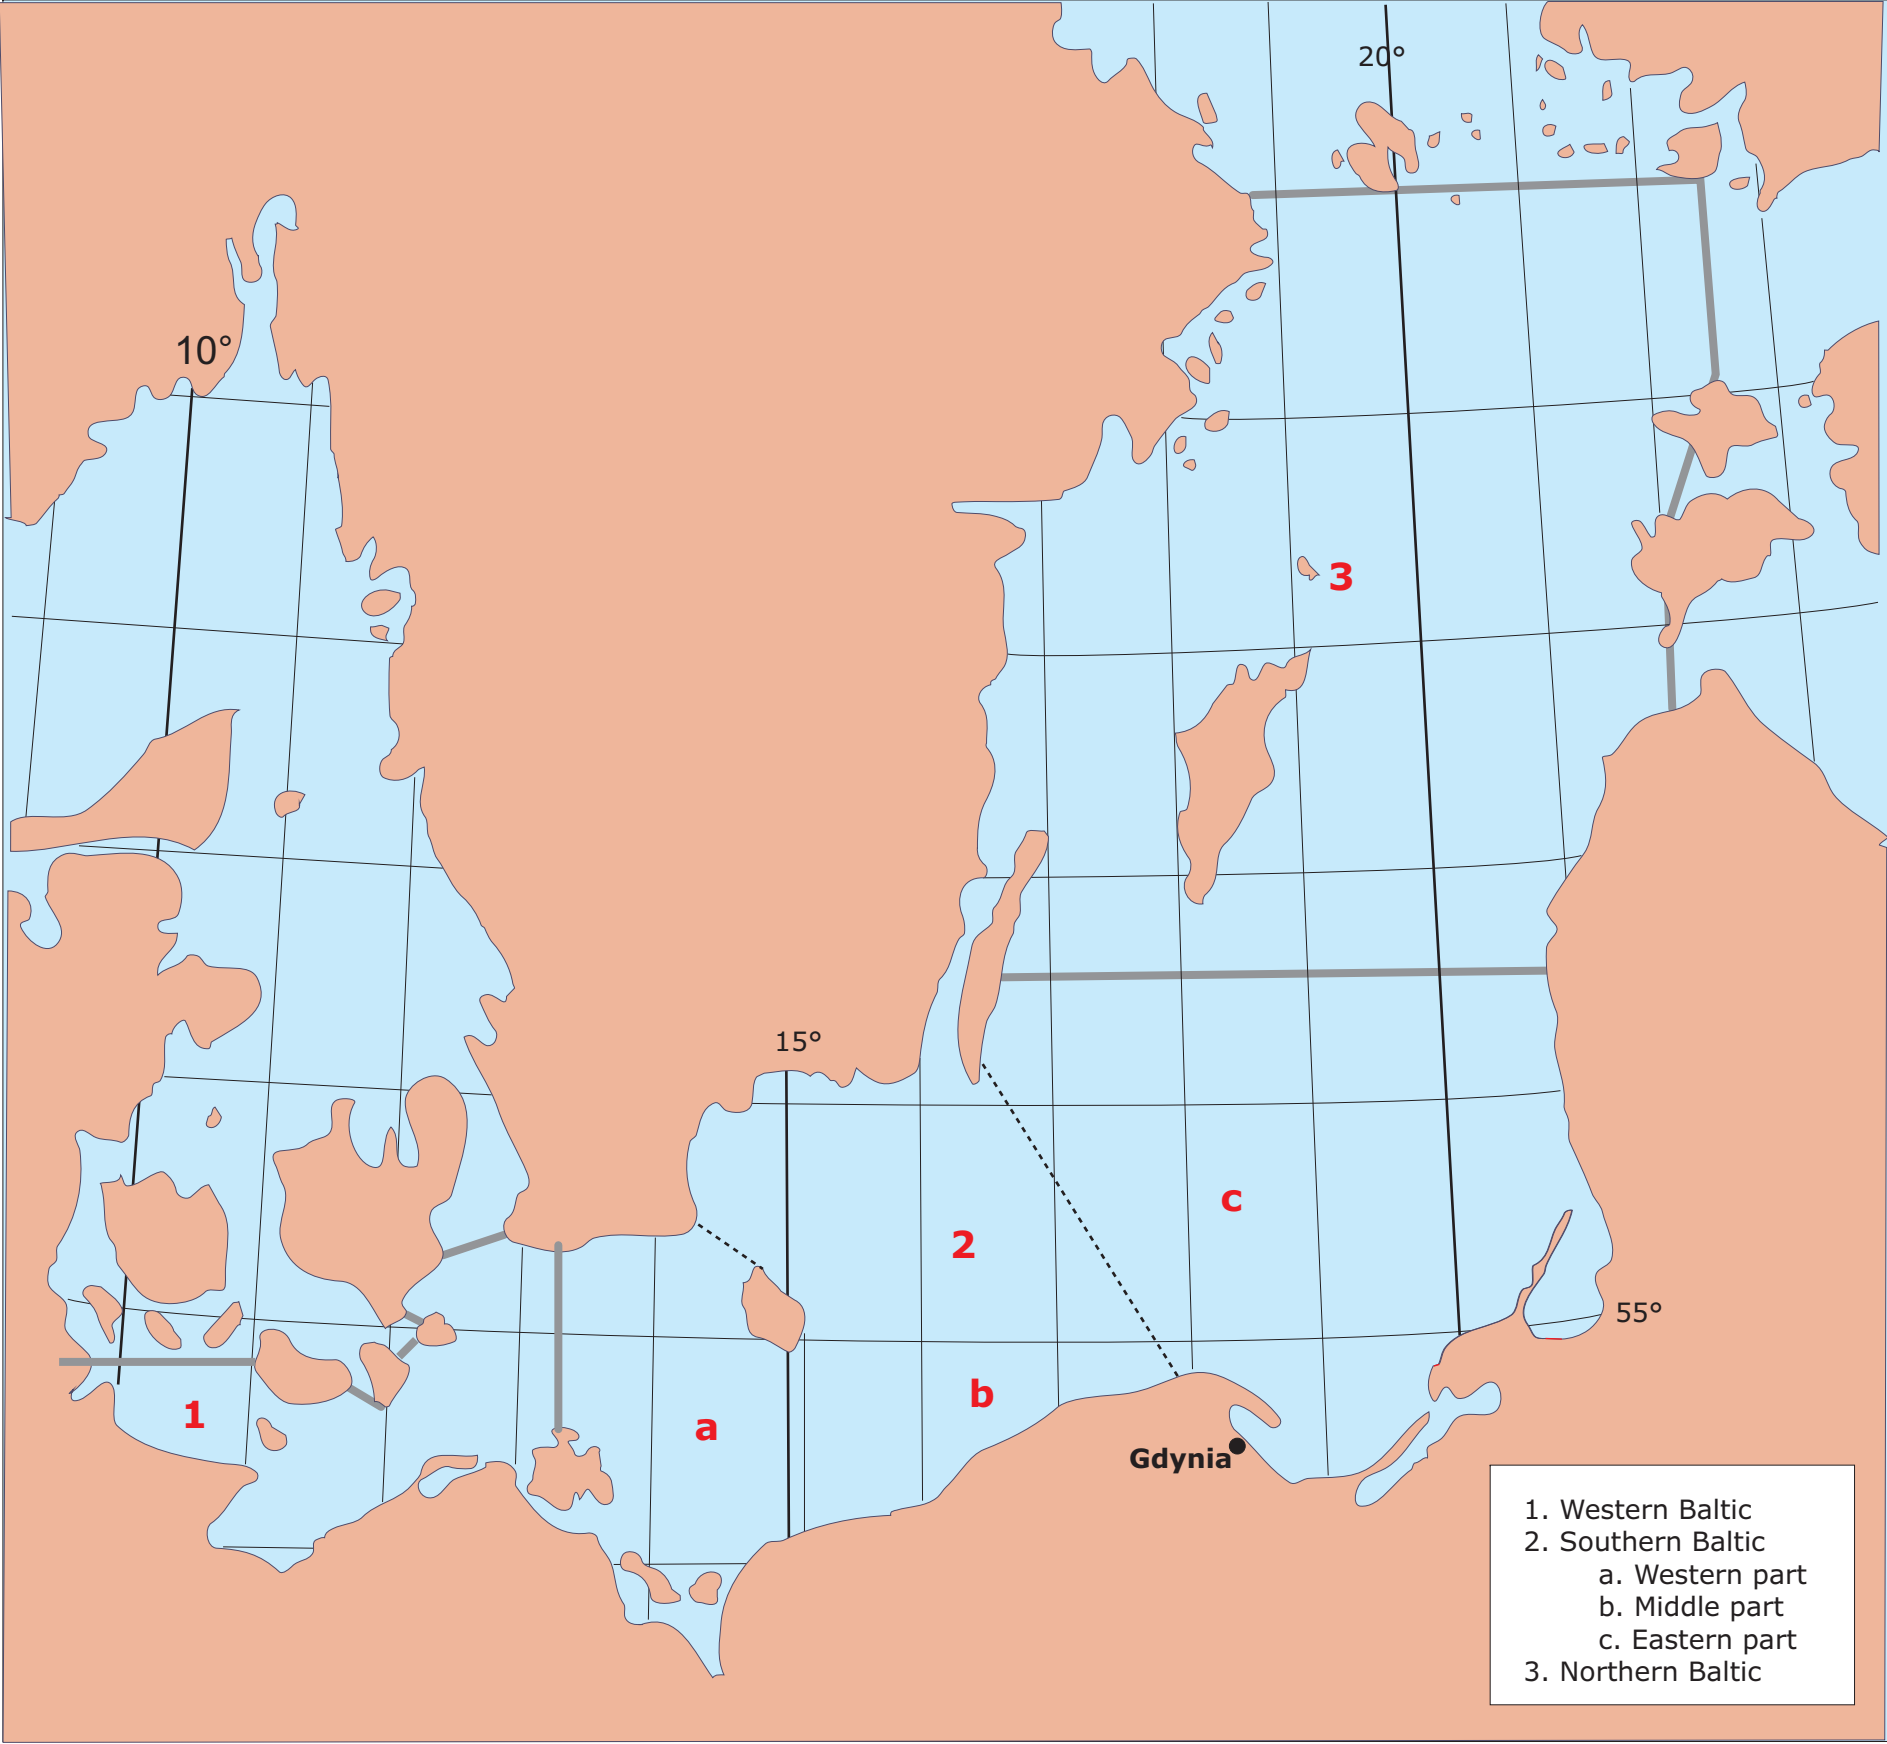 20°
10°
3
15°
c
2
55°
b
1
a
Gdynia
1. Western Baltic
2. Southern Baltic
a. Western part
b. Middle part
c. Eastern part
3. Northern Baltic